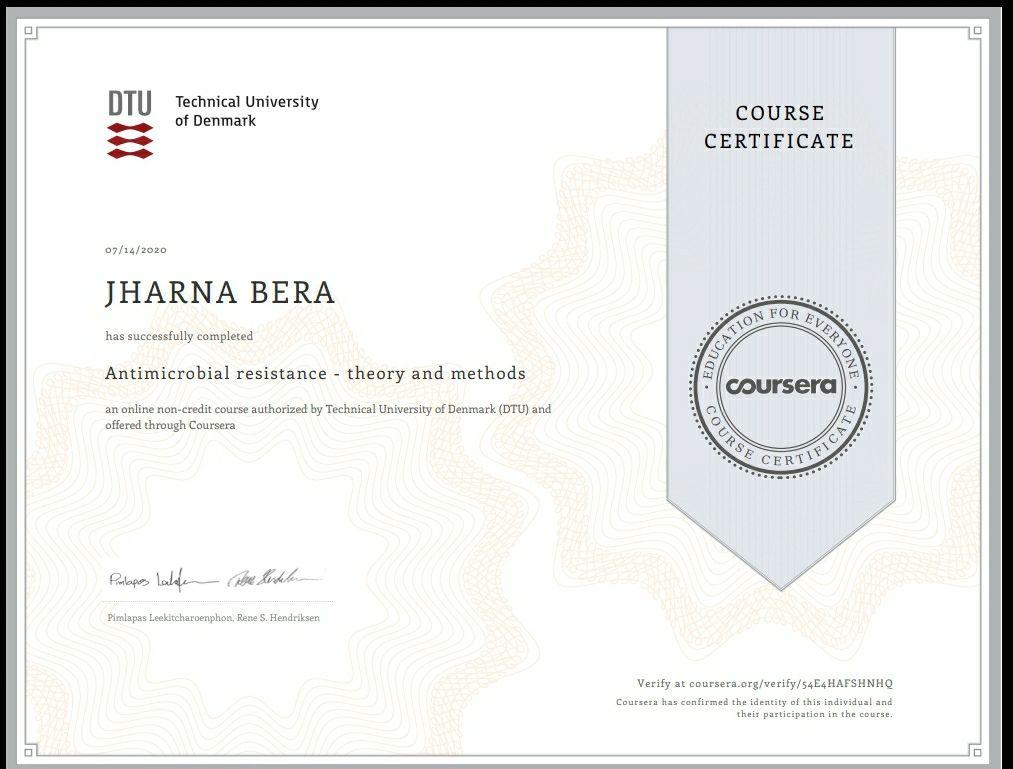 DTU
Technical University
of Denmark
COURSE
CERTIFICATE
07/14/2020
JHARNA BERA
has successfully completed
Antimicrobial resistance - theory and methods
an online non-credit course authorized by Technical University of Denmark (DTU) and
offered through Coursera
EDUCATION FOR EVERYONE
coursera
COURSE CERTIFICATE
Pimlapas Leekitcharoenphon, Rene S. Hendriksen
Verify at coursera.org/verify/54E4HAFSHNHQ
Coursera has confirmed the identity of this individual and
their participation in the course.